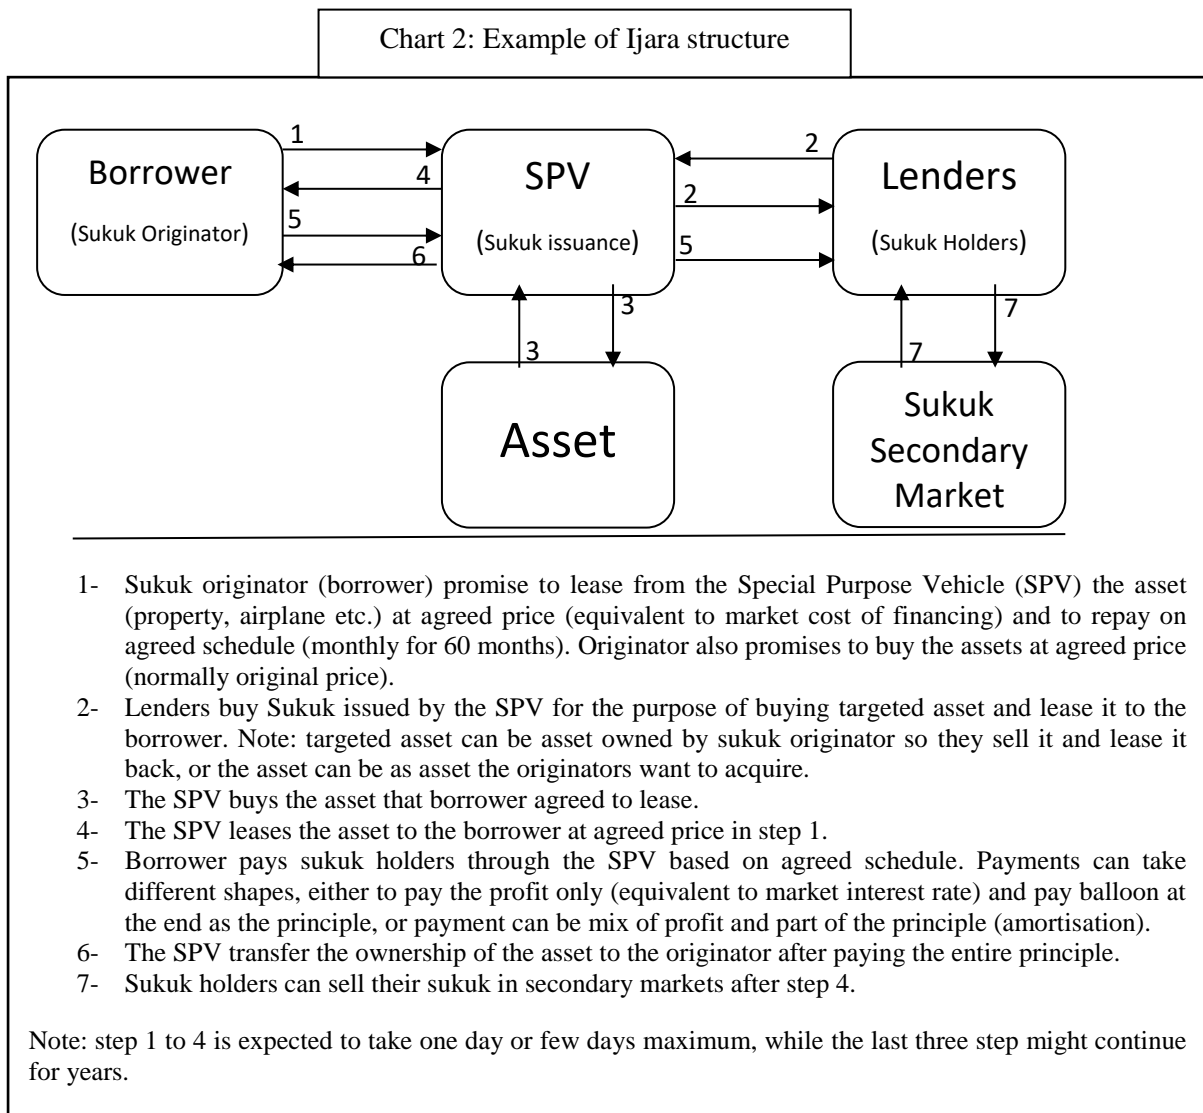 Chart 2: Example of Ijara structure
1
4
5
6
2
2
5
Borrower
(Sukuk Originator)
SPV
(Sukuk issuance)
Lenders
(Sukuk Holders)
3
3
7
7
Asset
Sukuk
Secondary
Market
1- Sukuk originator (borrower) promise to lease from the Special Purpose Vehicle (SPV) the asset
(property, airplane etc.) at agreed price (equivalent to market cost of financing) and to repay on
agreed schedule (monthly for 60 months). Originator also promises to buy the assets at agreed price
(normally original price).
2- Lenders buy Sukuk issued by the SPV for the purpose of buying targeted asset and lease it to the
borrower. Note: targeted asset can be asset owned by sukuk originator so they sell it and lease it
back, or the asset can be as asset the originators want to acquire.
3- The SPV buys the asset that borrower agreed to lease.
4- The SPV leases the asset to the borrower at agreed price in step 1.
5- Borrower pays sukuk holders through the SPV based on agreed schedule. Payments can take
different shapes, either to pay the profit only (equivalent to market interest rate) and pay balloon at
the end as the principle, or payment can be mix of profit and part of the principle (amortisation).
6- The SPV transfer the ownership of the asset to the originator after paying the entire principle.
7- Sukuk holders can sell their sukuk in secondary markets after step 4.
Note: step 1 to 4 is expected to take one day or few days maximum, while the last three step might continue
for years.